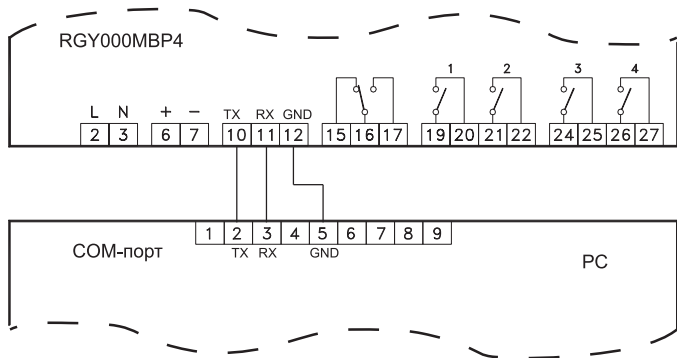 RGY000MBP4
1 2 3 4
L N + − TX RX GND
2 3 6 7 10 11 12 15 16 17 19 20 21 22 24 25 26 27
1 2 3 4 5 6 7 8 9
COM-порт TX RX GND PC